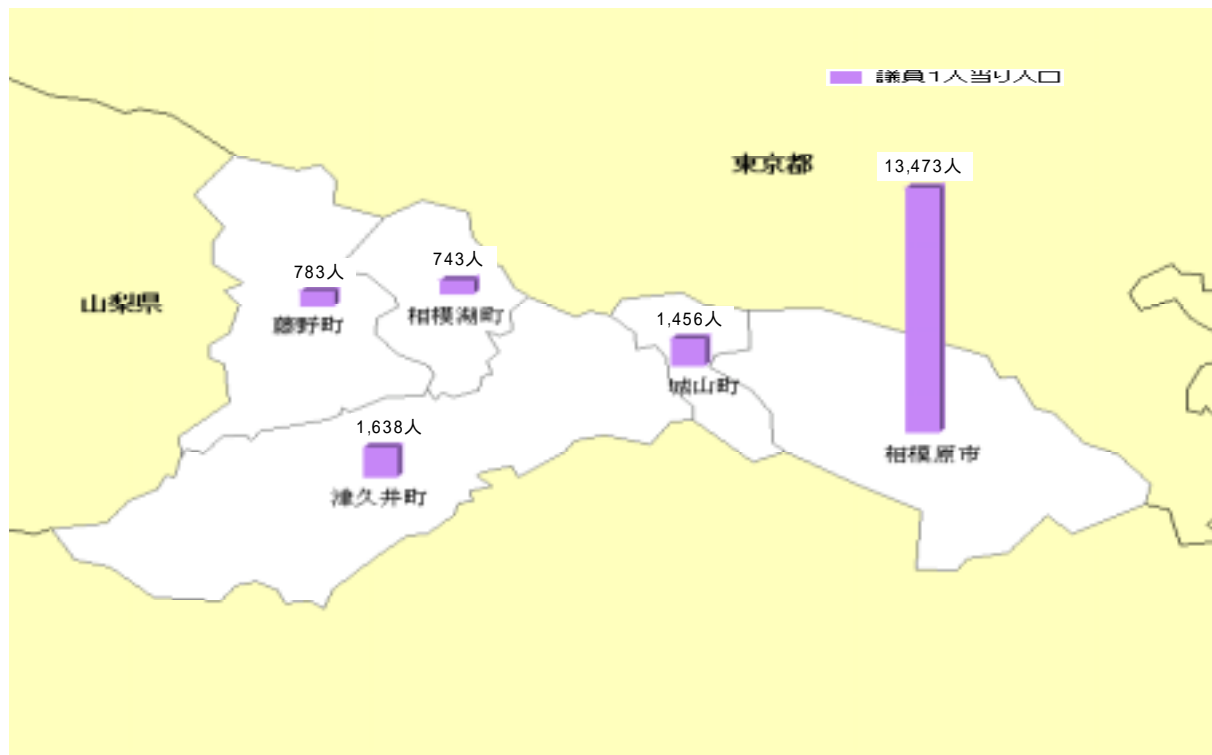 議員1人当り人口
東京都
13,473人
743人
783人
山梨県
相模湖町
藤野町
1,456人
城山町
1,638人
相模原市
津久井町